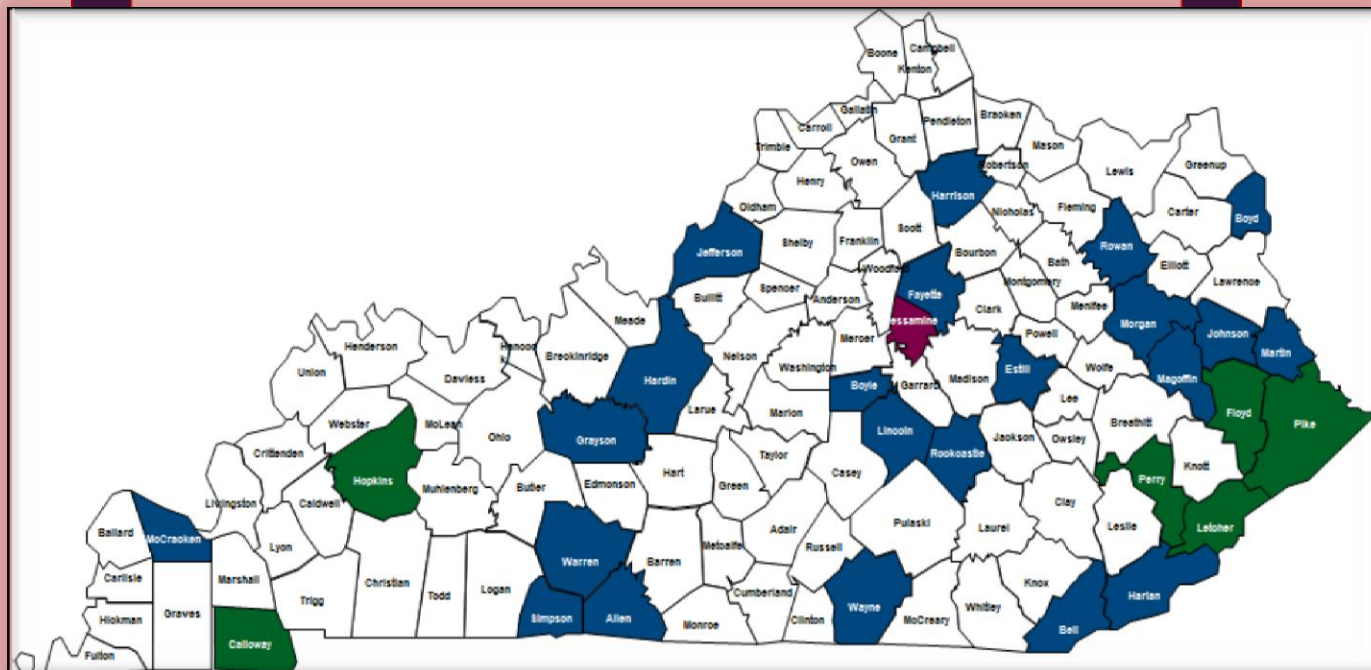 Boone
Campbell
Kenton
Gallatin
Carroll
Grant
Pendleton
Bracken
Trimble
Owen
Mason
Robertson
Lewis
Greenup
Henry
Harrison
Oldham
Nicholas
Fleming
Carter
Boyd
Jefferson
Shelby
Franklin
Scott
Bourbon
Rowan
Bath
Elliott
Woodford
Lawrence
Spencer
Montgomery
Bullitt
Anderson
Fayette
Clark
Menifee
Meade
essamine
Morgan
Johnson
Powell
Mercer
Martin
Henderson
Hancoc
k
Breckinridge
Nelson
Washington
Union
Daviess
Hardin
Boyle
Garrard
Madison
Estill
Wolfe
Magoffin
Lee
Larue
Marion
Floyd
Pike
Webster
McLean
Ohio
Grayson
Lincoln
Rockcastle
Jackson
Owsley
Breathitt
Crittenden
Taylor
Casey
Knott
Hopkins
Hart
Green
Perry
Edmonson
Muhlenberg
Butler
Livingston
Caldwell
Clay
Ballard
McCracken
Adair
Pulaski
Laurel
Leslie
Letcher
Lyon
Metcalfe
Russell
Warren
Barren
Carlisle
Marshall
Christian
Todd
Logan
Knox
Cumberland
Trigg
Harlan
Graves
Hickman
Simpson
Allen
Monroe
Clinton
Wayne
McCreary
Whitley
Bell
Calloway
Fulton